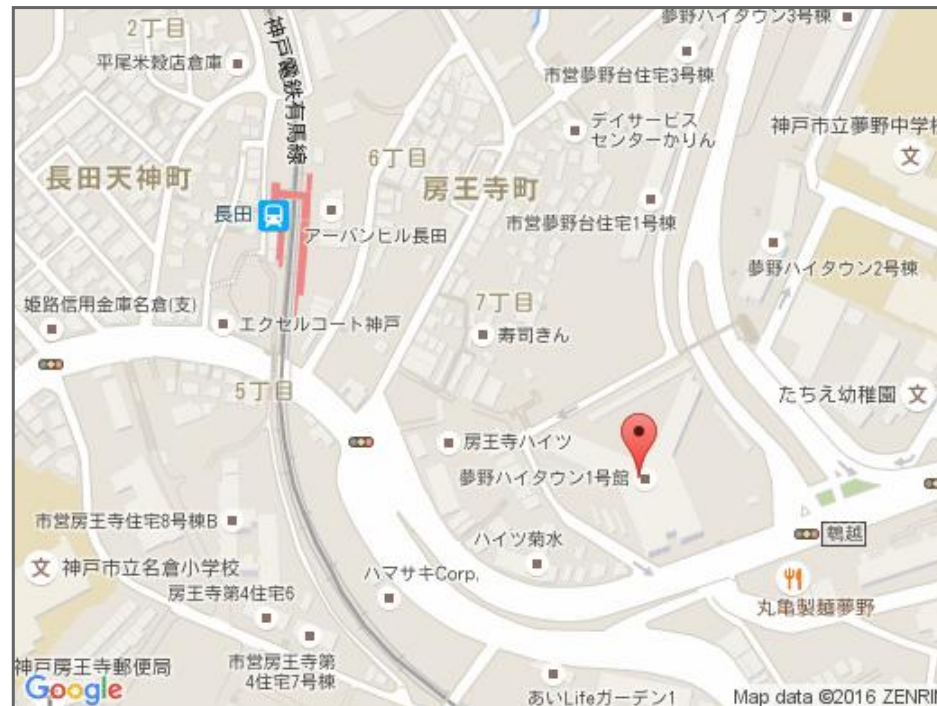 2丁目
夢野ハイタウン3号棟
平尾米穀店倉庫
神戸電鉄有馬線
市営夢野台住宅3号棟
デイサービス
センターかりん
神戸市立夢野中学校
文
6丁目
長田天神町
房王寺町
長田
アーバンヒル長田
市営夢野台住宅1号棟
夢野ハイタウン2号棟
姫路信用金庫名倉(支)
エクセルコート神戸
7丁目
寿司きん
5丁目
たちえ幼稚園
文
房王寺ハイツ
夢野ハイタウン1号館
市営房王寺住宅8号棟B
ハイツ菊水
鵯越
文
神戸市立名倉小学校
ハマサキCorp.
房王寺第4住宅6
丸亀製麺夢野
市営房王寺第
4住宅7号棟
神戸房王寺郵便局
Google
あいLifeガーデン1
Map data ©2016 ZENRIN